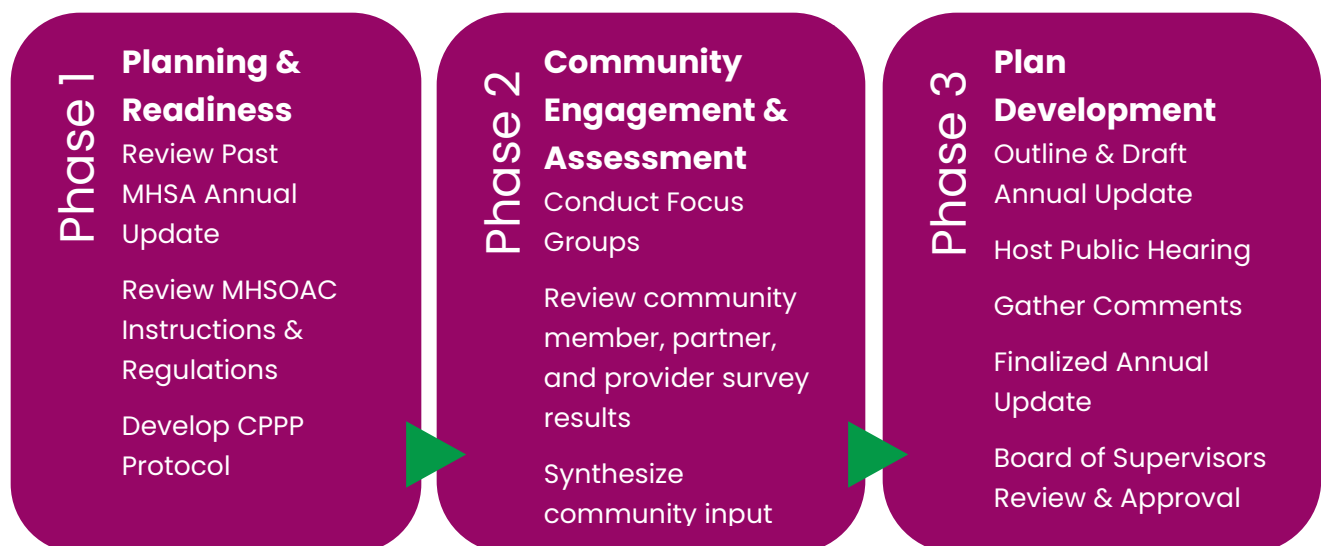 Phase 1
Planning &
Readiness
Review Past
MHSA Annual
Update
Review MHSOAC
Instructions &
Regulations
Develop CPPP
Protocol
Phase 2
Community
Engagement &
Assessment
Conduct Focus
Groups
Review community
member, partner,
and provider survey
results
Synthesize
community input
Phase 3
Plan
Development
Outline & Draft
Annual Update
Host Public Hearing
Gather Comments
Finalized Annual
Update
Board of Supervisors
Review & Approval